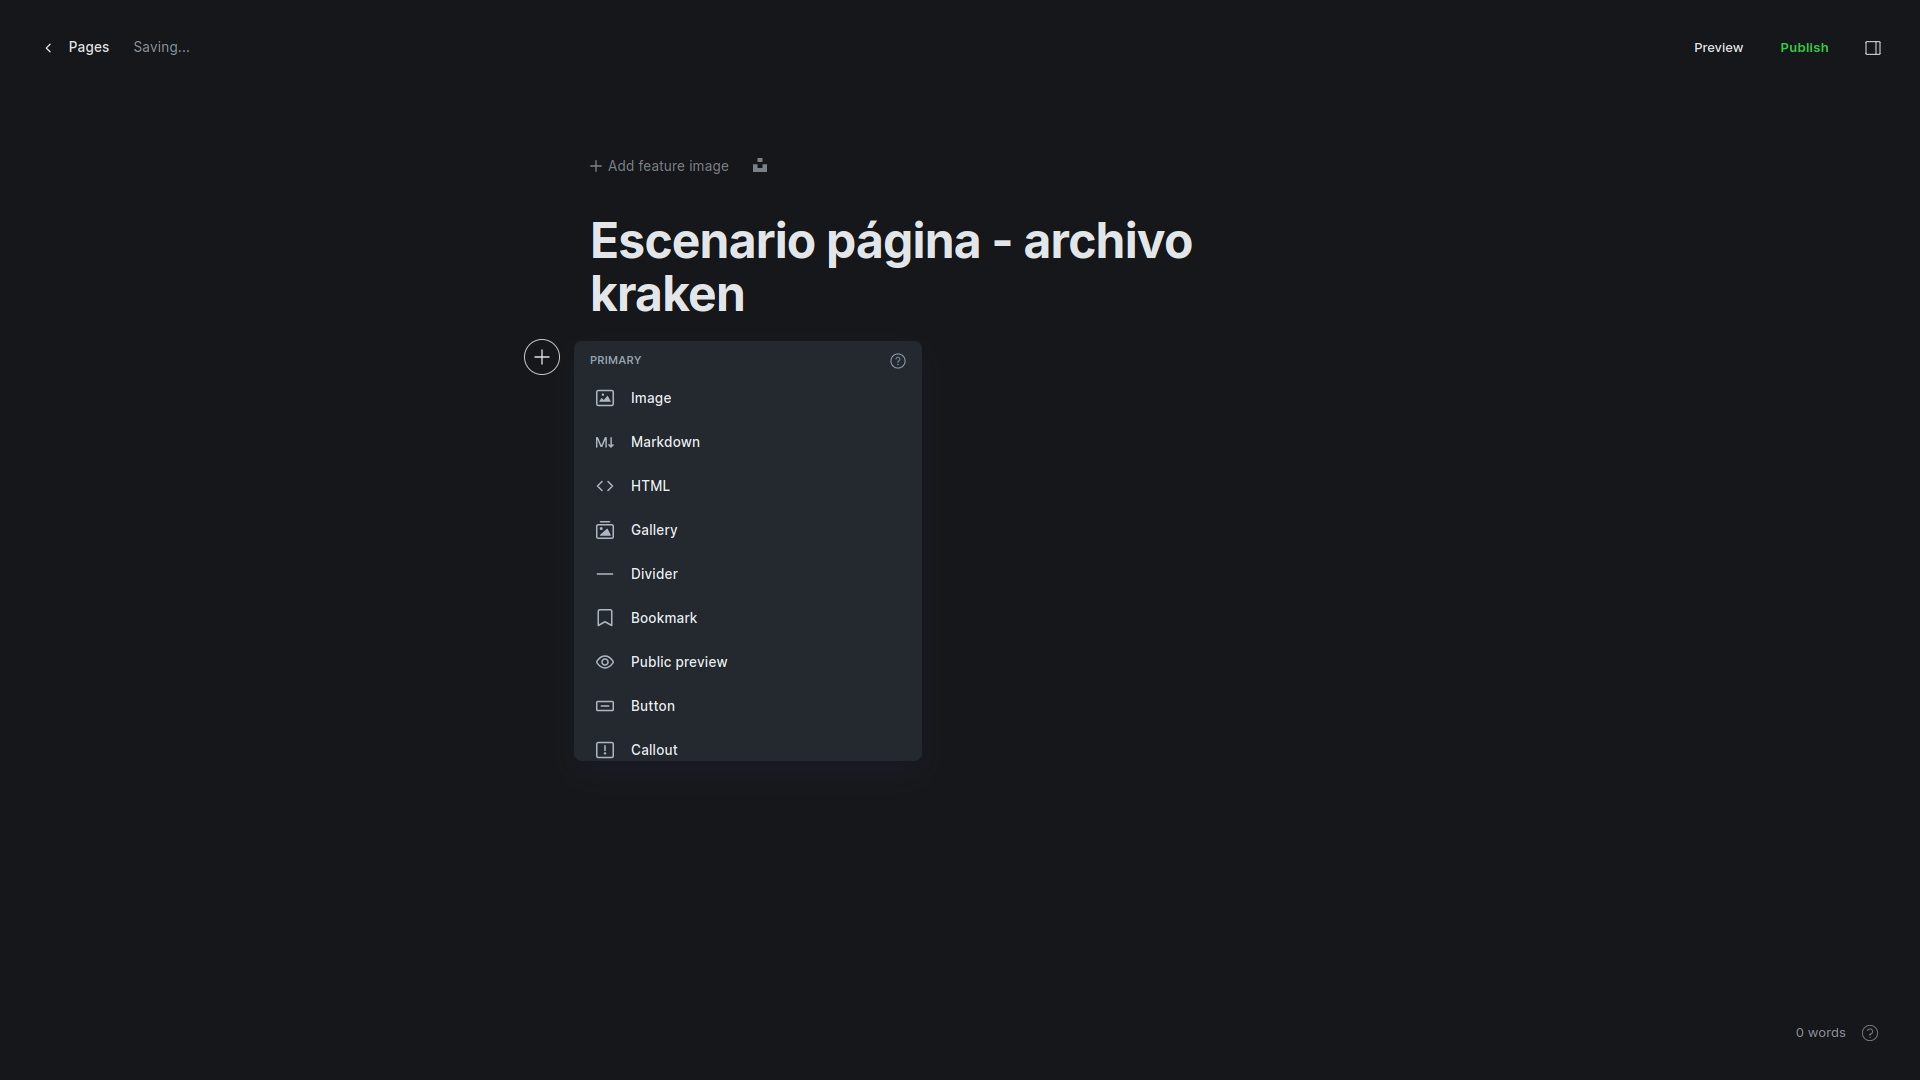 Pages
Saving...
Preview
Publish
Add feature image
Escenario página - archivo
kraken
PRIMARY
Image
Markdown
HTML
Gallery
Divider
Bookmark
Public preview
Button
Callout
0 words